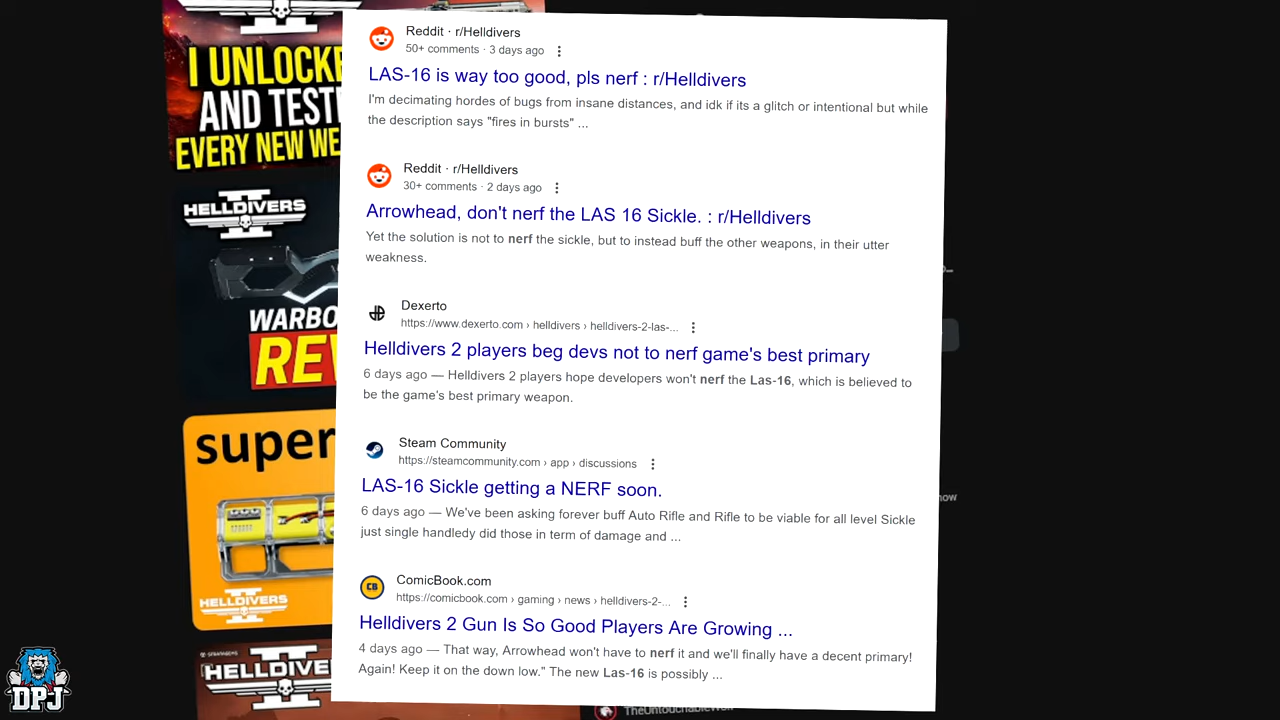 I UNLOCKE
AND TESTI
EVERY NEW WE
HELLDIVERS
WARBO
REV
super
HELLDIVERS
HELLDIVE
DPJ
Reddit · r/Helldivers
50+ comments · 3 days ago
LAS-16 is way too good, pls nerf : r/Helldivers
I'm decimating hordes of bugs from insane distances, and idk if its a glitch or intentional but while
the description says "fires in bursts" ...
Reddit · r/Helldivers
30+ comments · 2 days ago
Arrowhead, don't nerf the LAS 16 Sickle. : r/Helldivers
Yet the solution is not to nerf the sickle, but to instead buff the other weapons, in their utter
weakness.
Dexerto
https://www.dexerto.com › helldivers › helldivers-2-las-...
Helldivers 2 players beg devs not to nerf game's best primary
6 days ago — Helldivers 2 players hope developers won't nerf the Las-16, which is believed to
be the game's best primary weapon.
Steam Community
https://steamcommunity.com › app › discussions
LAS-16 Sickle getting a NERF soon.
6 days ago — We've been asking forever buff Auto Rifle and Rifle to be viable for all level Sickle
just single handledy did those in term of damage and ...
ComicBook.com
https://comicbook.com › gaming › news › helldivers-2-...
Helldivers 2 Gun Is So Good Players Are Growing ...
4 days ago — That way, Arrowhead won't have to nerf it and we'll finally have a decent primary!
Again! Keep it on the down low." The new Las-16 is possibly ...